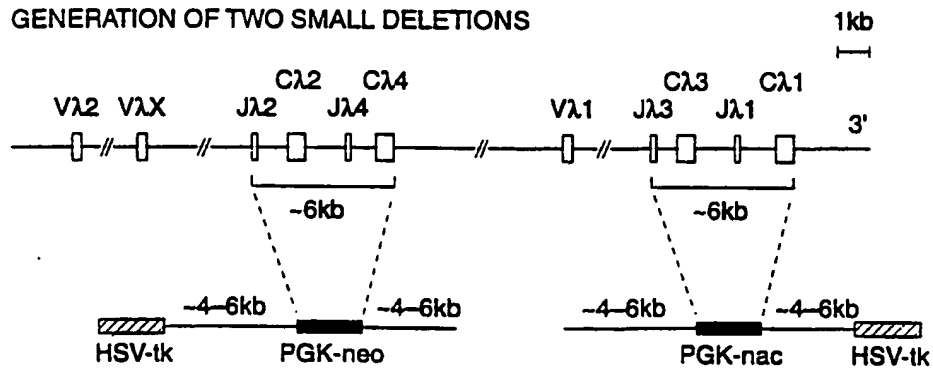 GENERATION OF TWO SMALL DELETIONS
1kb
Vλ2 VλX Jλ2 Cλ2 Jλ4 Cλ4 Vλ1 Jλ3 Cλ3 Jλ1 Cλ1 3'
~6kb ~6kb
~4–6kb ~4–6kb ~4–6kb ~4–6kb
HSV-tk PGK-neo PGK-nac HSV-tk